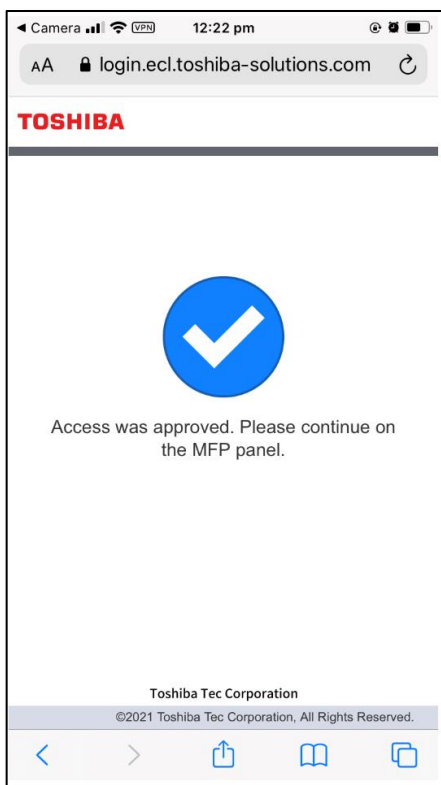 ◀ Camera VPN 12:22 pm
AA login.ecl.toshiba-solutions.com
TOSHIBA
Access was approved. Please continue on
the MFP panel.
Toshiba Tec Corporation
©2021 Toshiba Tec Corporation, All Rights Reserved.